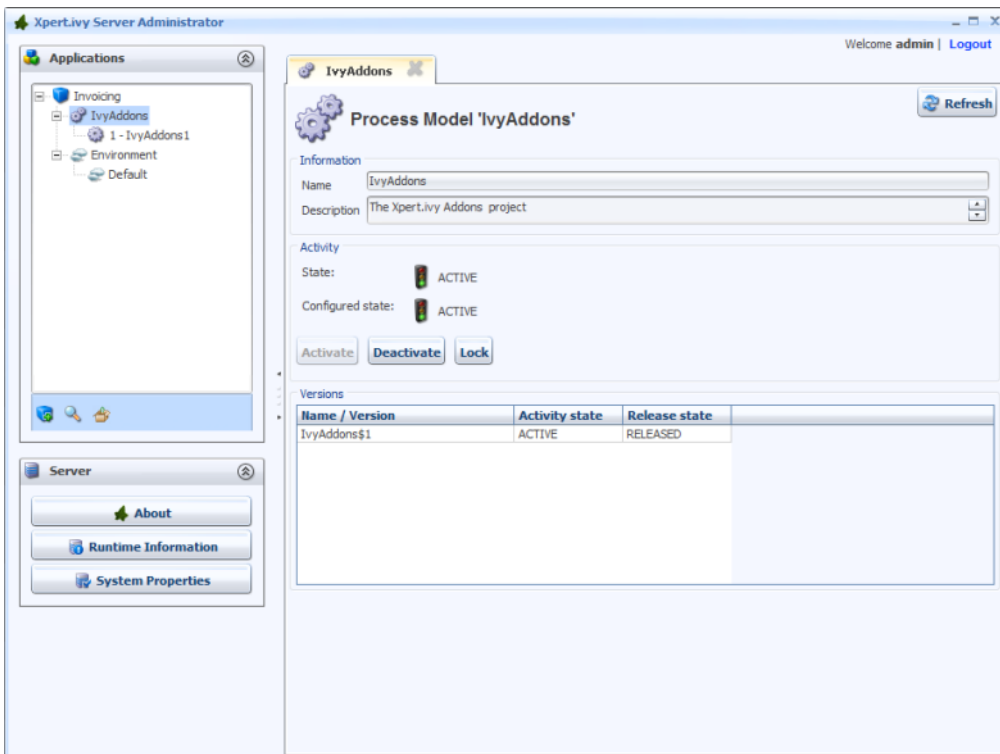 Xpert.ivy Server Administrator
Welcome admin | Logout
Applications
Invoicing
IvyAddons
1 - IvyAddons1
Environment
Default
Server
About
Runtime Information
System Properties
IvyAddons
Process Model 'IvyAddons'
Refresh
Information
Name IvyAddons
Description The Xpert.ivy Addons project
Activity
State: ACTIVE
Configured state: ACTIVE
Activate Deactivate Lock
Versions
Name / Version Activity state Release state
IvyAddons$1 ACTIVE RELEASED